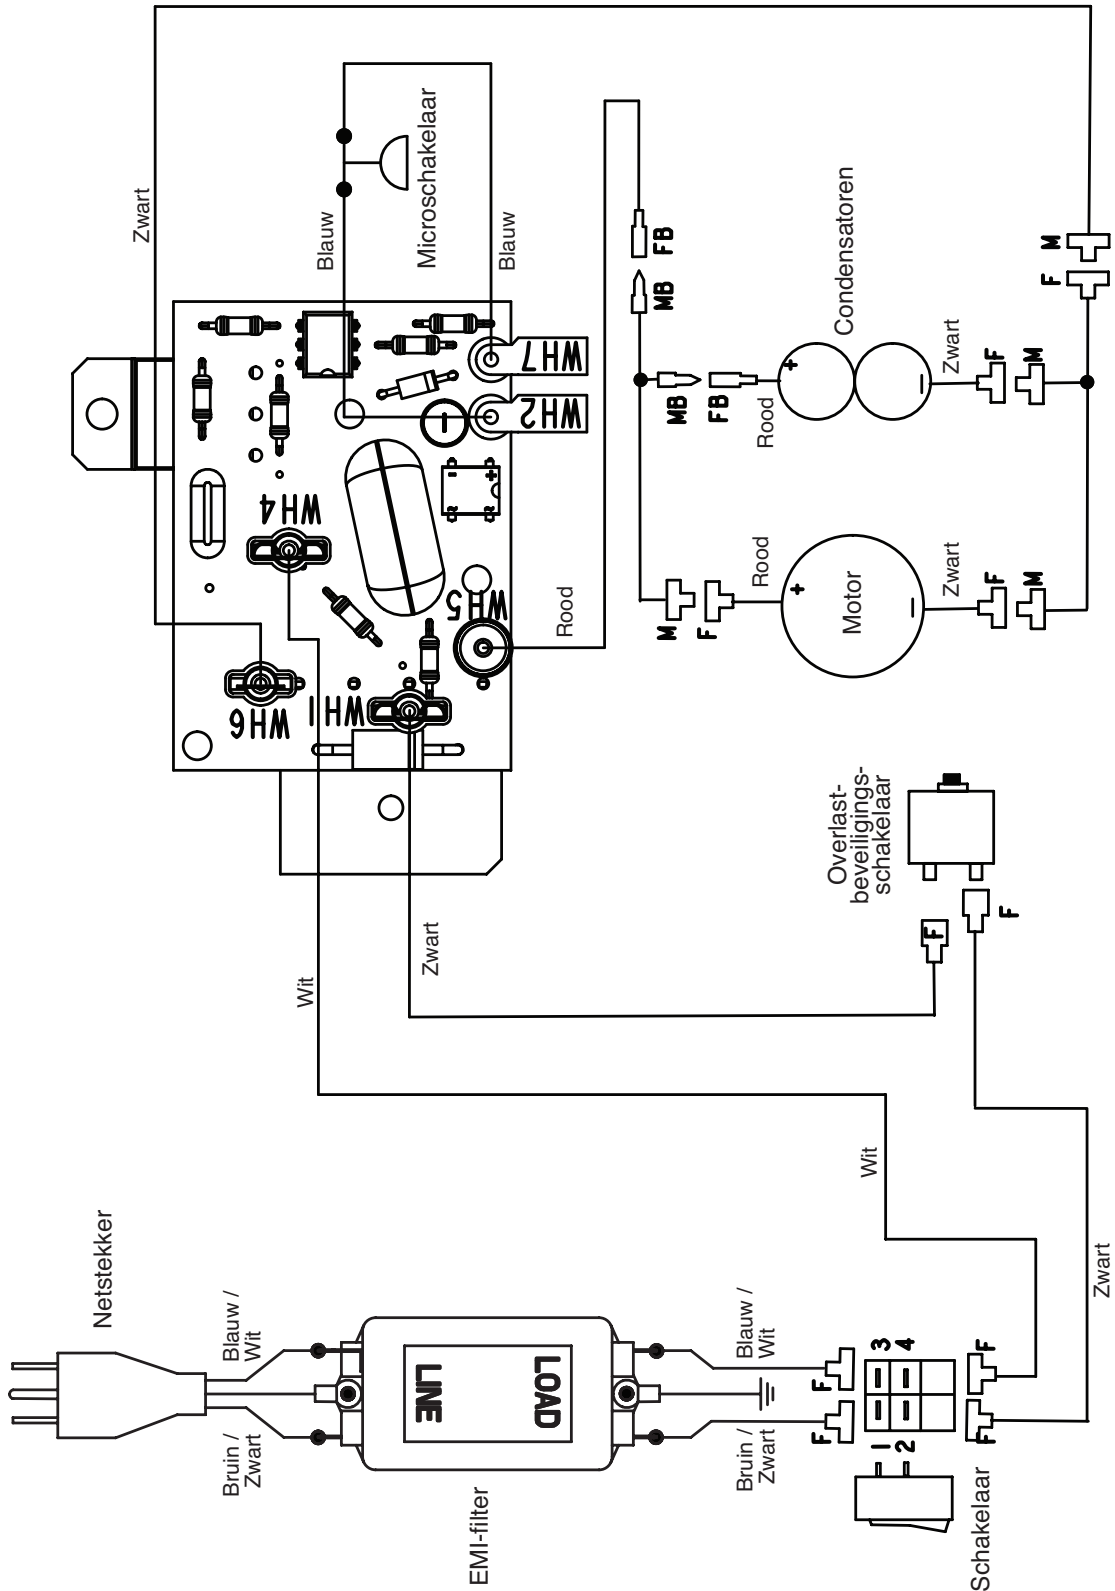 Netstekker
Bruin /
Zwart
Blauw /
Wit
EMI-filter
LINE
LOAD
Bruin /
Zwart
Blauw /
Wit
F
F
1
2
3
4
F
F
Schakelaar
Zwart
Wit
Wit
Zwart
Overlast-
beveiligings-
schakelaar
F
F
WH6
WH1
WH4
WH5
WH2
WH7
-
+
Zwart
Blauw
Microschakelaar
Blauw
Rood
M
F
Rood
+
Motor
–
Zwart
F
M
MB
FB
MB
FB
Rood
+
Condensatoren
–
Zwart
F
M
F
M